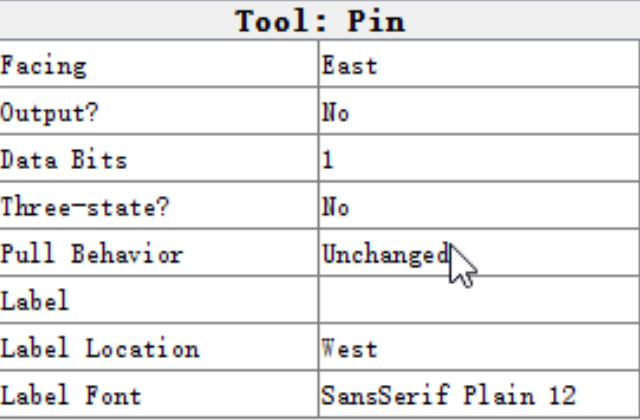 Tool: Pin
Facing East
Output? No
Data Bits 1
Three-state? No
Pull Behavior Unchanged
Label
Label Location West
Label Font SansSerif Plain 12